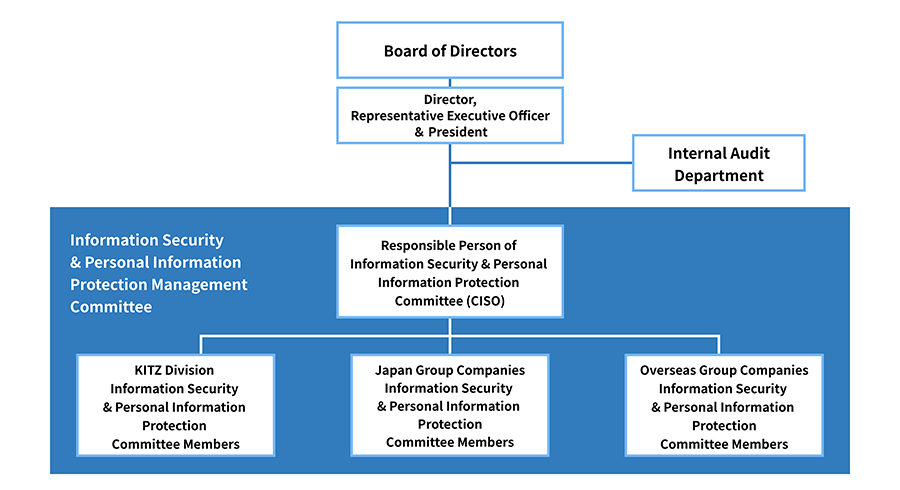 Board of Directors
Director,
Representative Executive Officer
& President
Internal Audit
Department
Information Security
& Personal Information
Protection Management
Committee
Responsible Person of
Information Security & Personal
Information Protection
Committee (CISO)
KITZ Division
Information Security
& Personal Information
Protection
Committee Members
Japan Group Companies
Information Security
& Personal Information
Protection
Committee Members
Overseas Group Companies
Information Security
& Personal Information
Protection
Committee Members